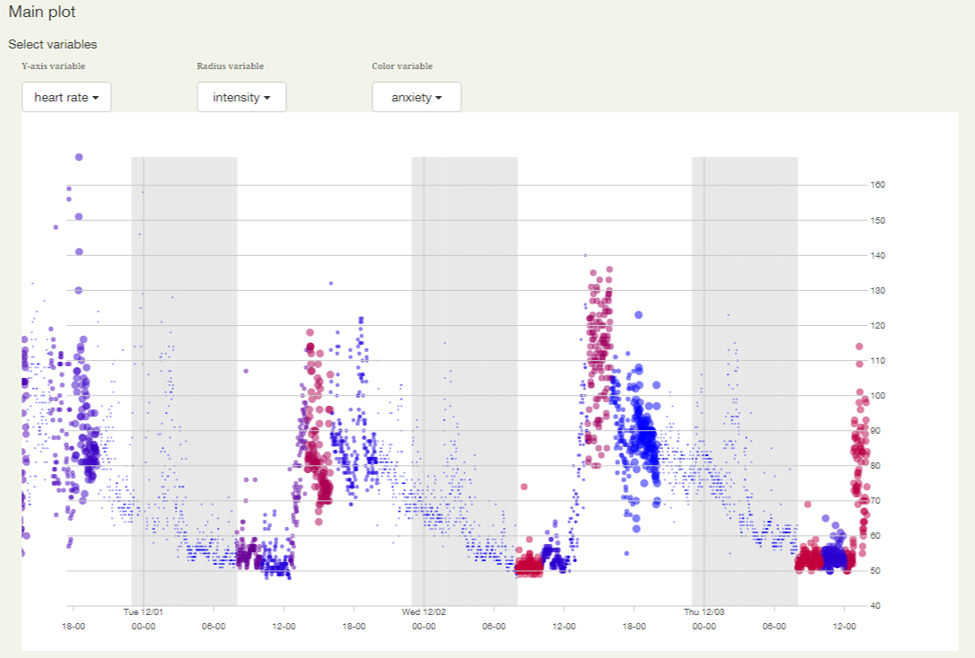 Main plot
Select variables
Y-axis variable Radius variable Color variable
heart rate intensity anxiety
160
150
140
130
120
110
100
90
80
70
60
50
40
Tue 12/01 Wed 12/02 Thu 12/03
18-00 00-00 06-00 12-00 18-00 00-00 06-00 12-00 18-00 00-00 06-00 12-00